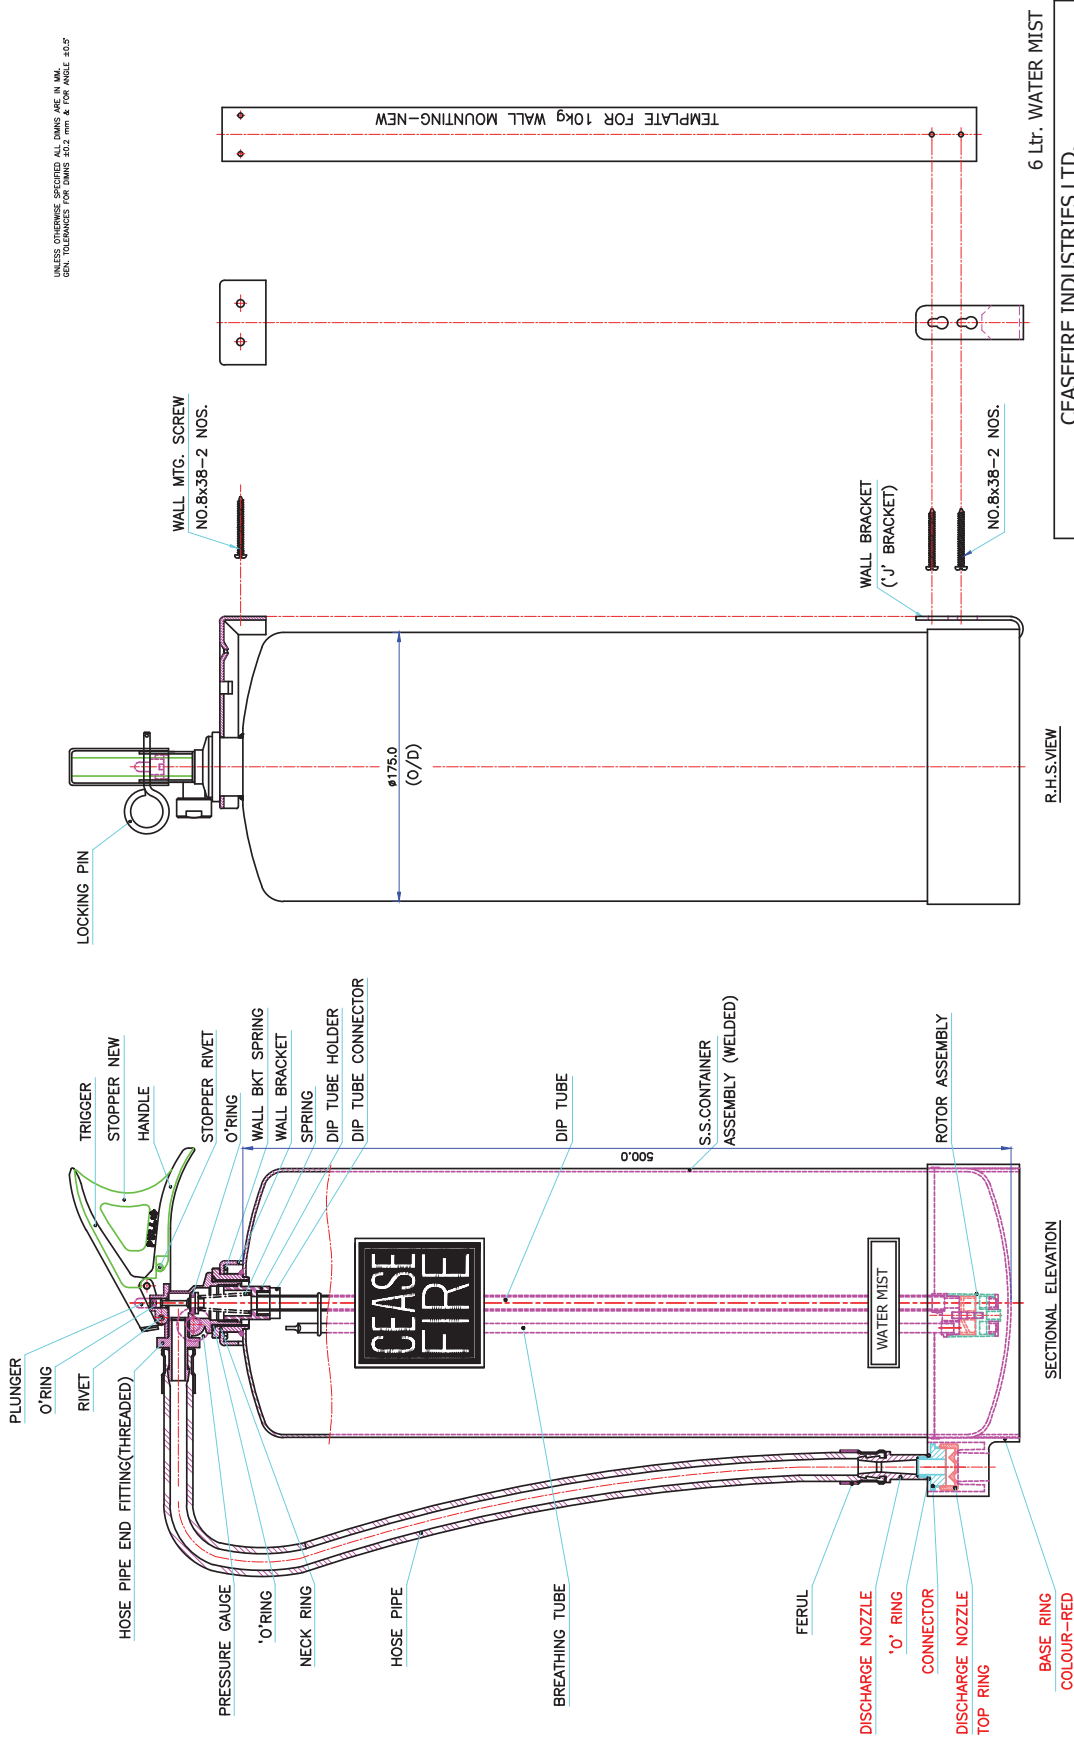 UNLESS OTHERWISE SPECIFIED ALL DIMNS ARE IN MM.
GEN. TOLERANCES FOR DIMNS ±0.2 mm & FOR ANGLE ±0.5°
PLUNGER
O'RING
RIVET
HOSE PIPE END FITTING(THREADED)
PRESSURE GAUGE
'O'RING
NECK RING
HOSE PIPE
BREATHING TUBE
FERUL
DISCHARGE NOZZLE
'O' RING
CONNECTOR
DISCHARGE NOZZLE
TOP RING
BASE RING
COLOUR-RED
TRIGGER
STOPPER NEW
HANDLE
STOPPER RIVET
O'RING
WALL BKT SPRING
WALL BRACKET
SPRING
DIP TUBE HOLDER
DIP TUBE CONNECTOR
DIP TUBE
S.S.CONTAINER
ASSEMBLY (WELDED)
ROTOR ASSEMBLY
500.0
CEASE
FIRE
WATER MIST
SECTIONAL ELEVATION
LOCKING PIN
ø175.0
(O/D)
WALL MTG. SCREW
NO.8x38-2 NOS.
WALL BRACKET
('J' BRACKET)
NO.8x38-2 NOS.
R.H.S.VIEW
TEMPLATE FOR 10kg WALL MOUNTING-NEW
6 Ltr. WATER MIST
CEASEFIRE INDUSTRIES LTD.